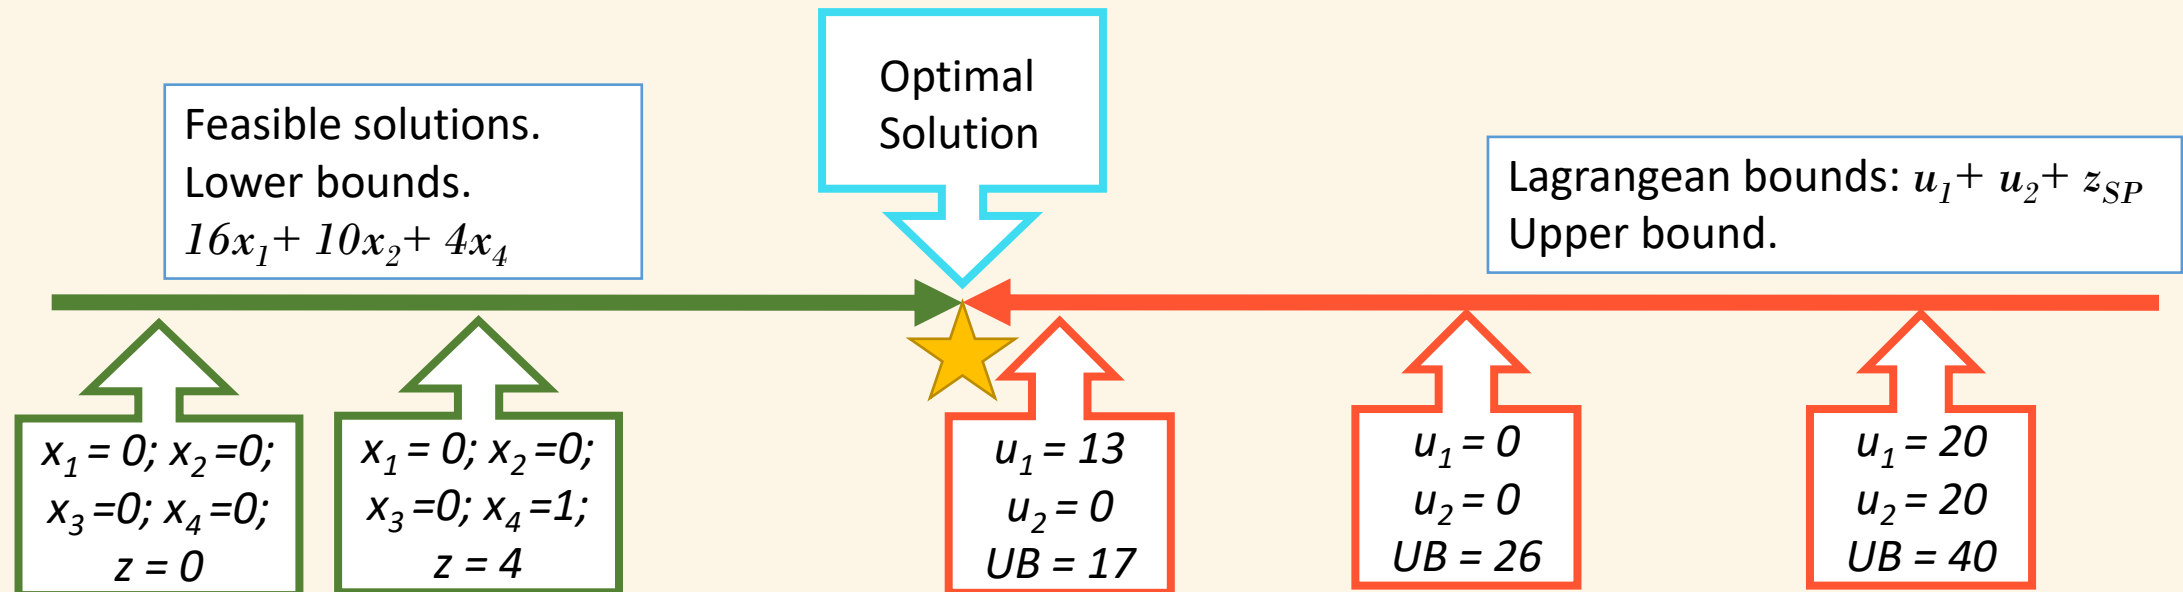 Optimal
Solution
Feasible solutions.
Lower bounds.
16x₁+ 10x₂+ 4x₄
Lagrangean bounds: u₁+ u₂+ z_SP
Upper bound.
x₁ = 0; x₂ =0;
x₃ =0; x₄ =0;
z = 0
x₁ = 0; x₂ =0;
x₃ =0; x₄ =1;
z = 4
u₁ = 13
u₂ = 0
UB = 17
u₁ = 0
u₂ = 0
UB = 26
u₁ = 20
u₂ = 20
UB = 40